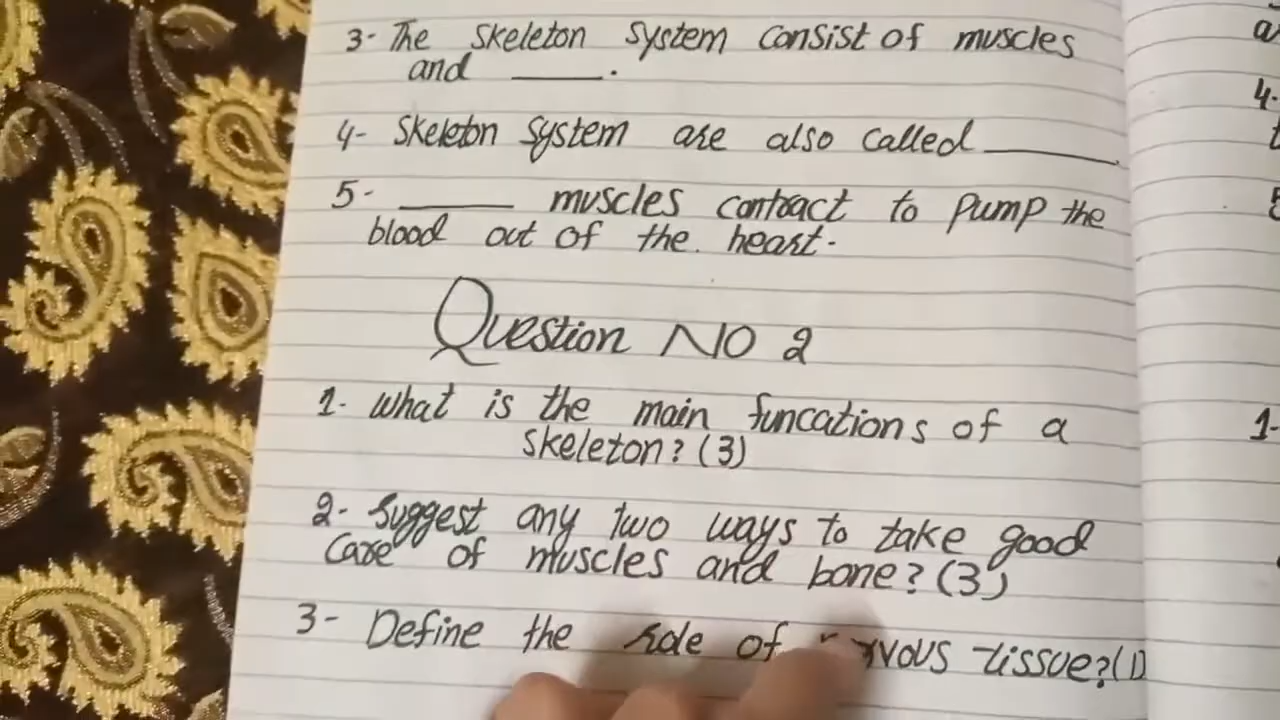 3- The skeleton system consist of muscles
and ____.
4- Skeleton system are also called ____.
5- ____ muscles contract to pump the
blood out of the heart.
Question NO 2
1. What is the main funcations of a
skeleton? (3)
2- Suggest any two ways to take good
care of muscles and bone? (3)
3- Define the role of tissue? (1)
4-
1-